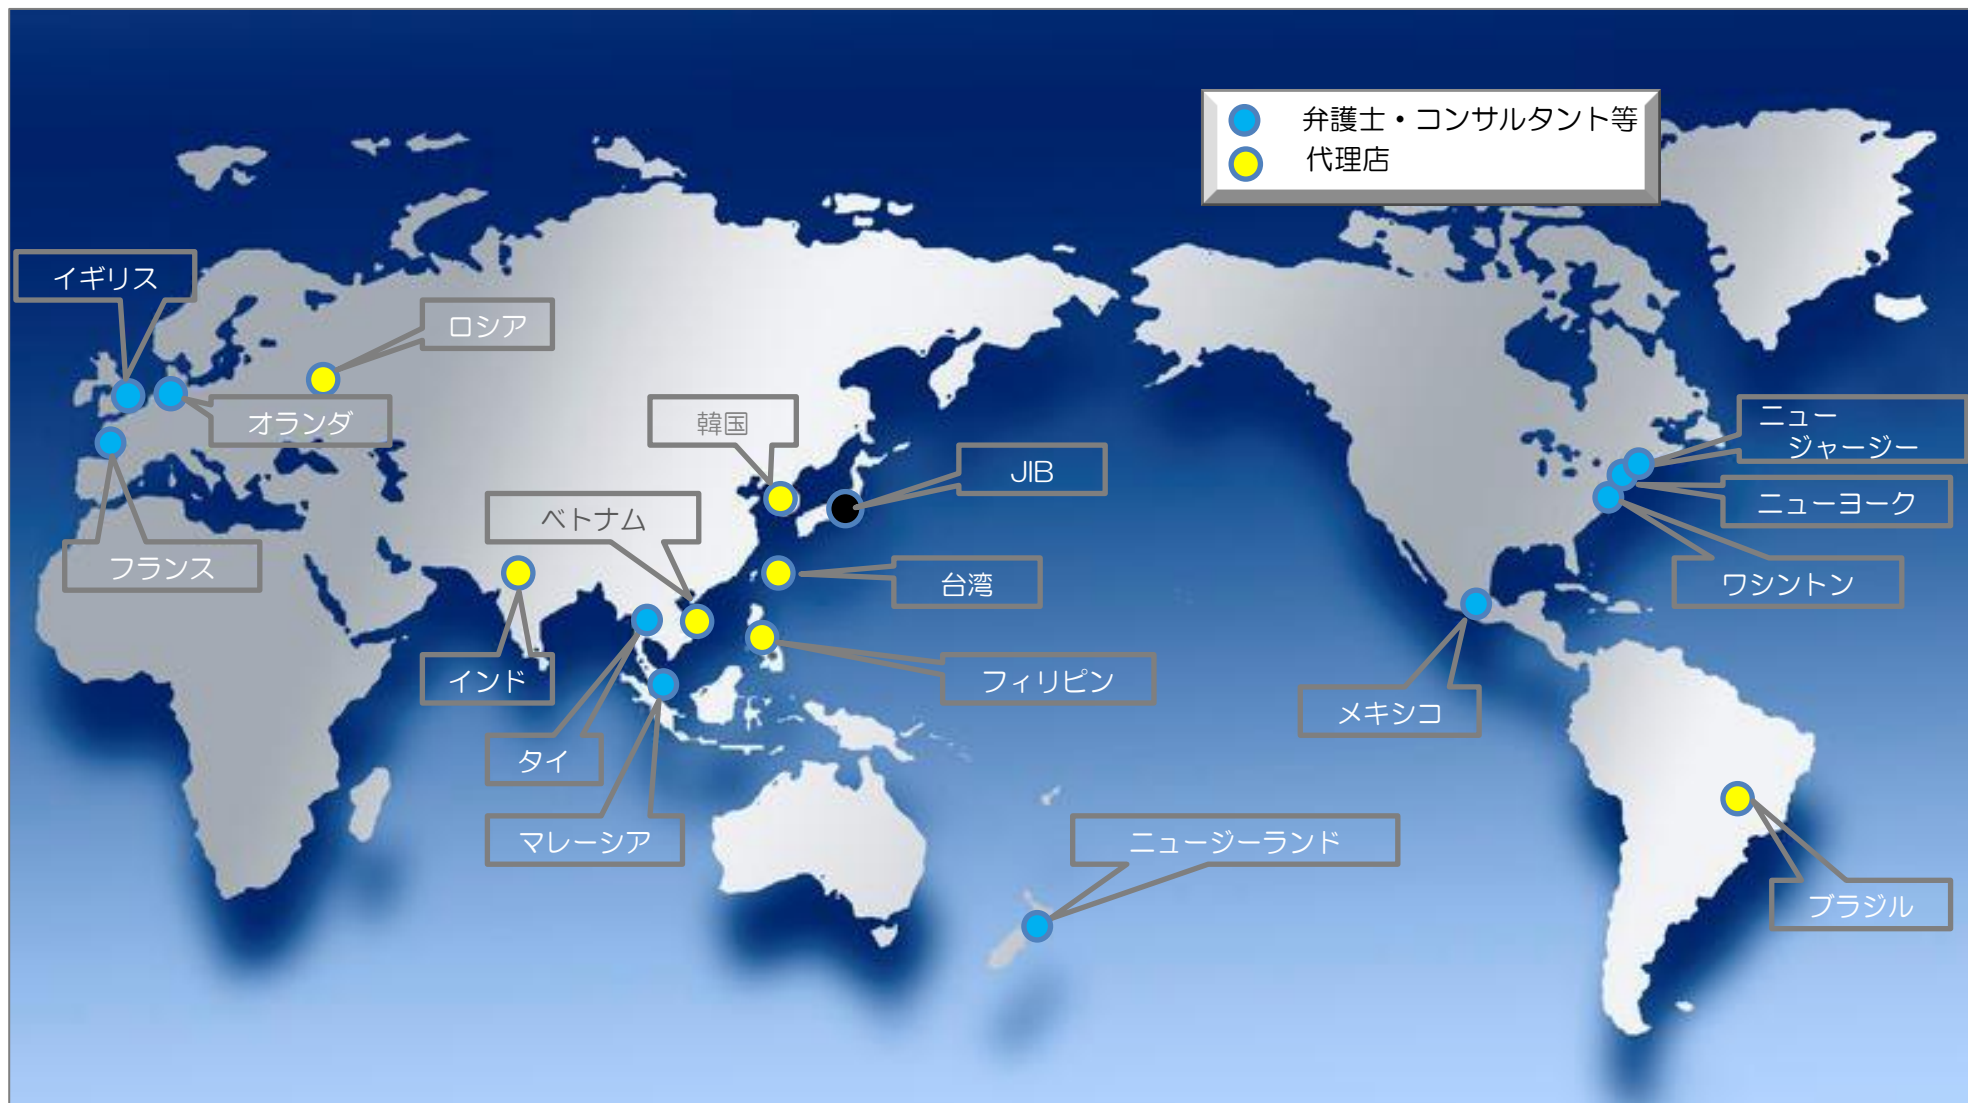 弁護士・コンサルタント等
代理店
イギリス
ロシア
オランダ
韓国
ニュー
ジャージー
JIB
ニューヨーク
ベトナム
フランス
台湾
ワシントン
インド
フィリピン
メキシコ
タイ
マレーシア
ニュージーランド
ブラジル